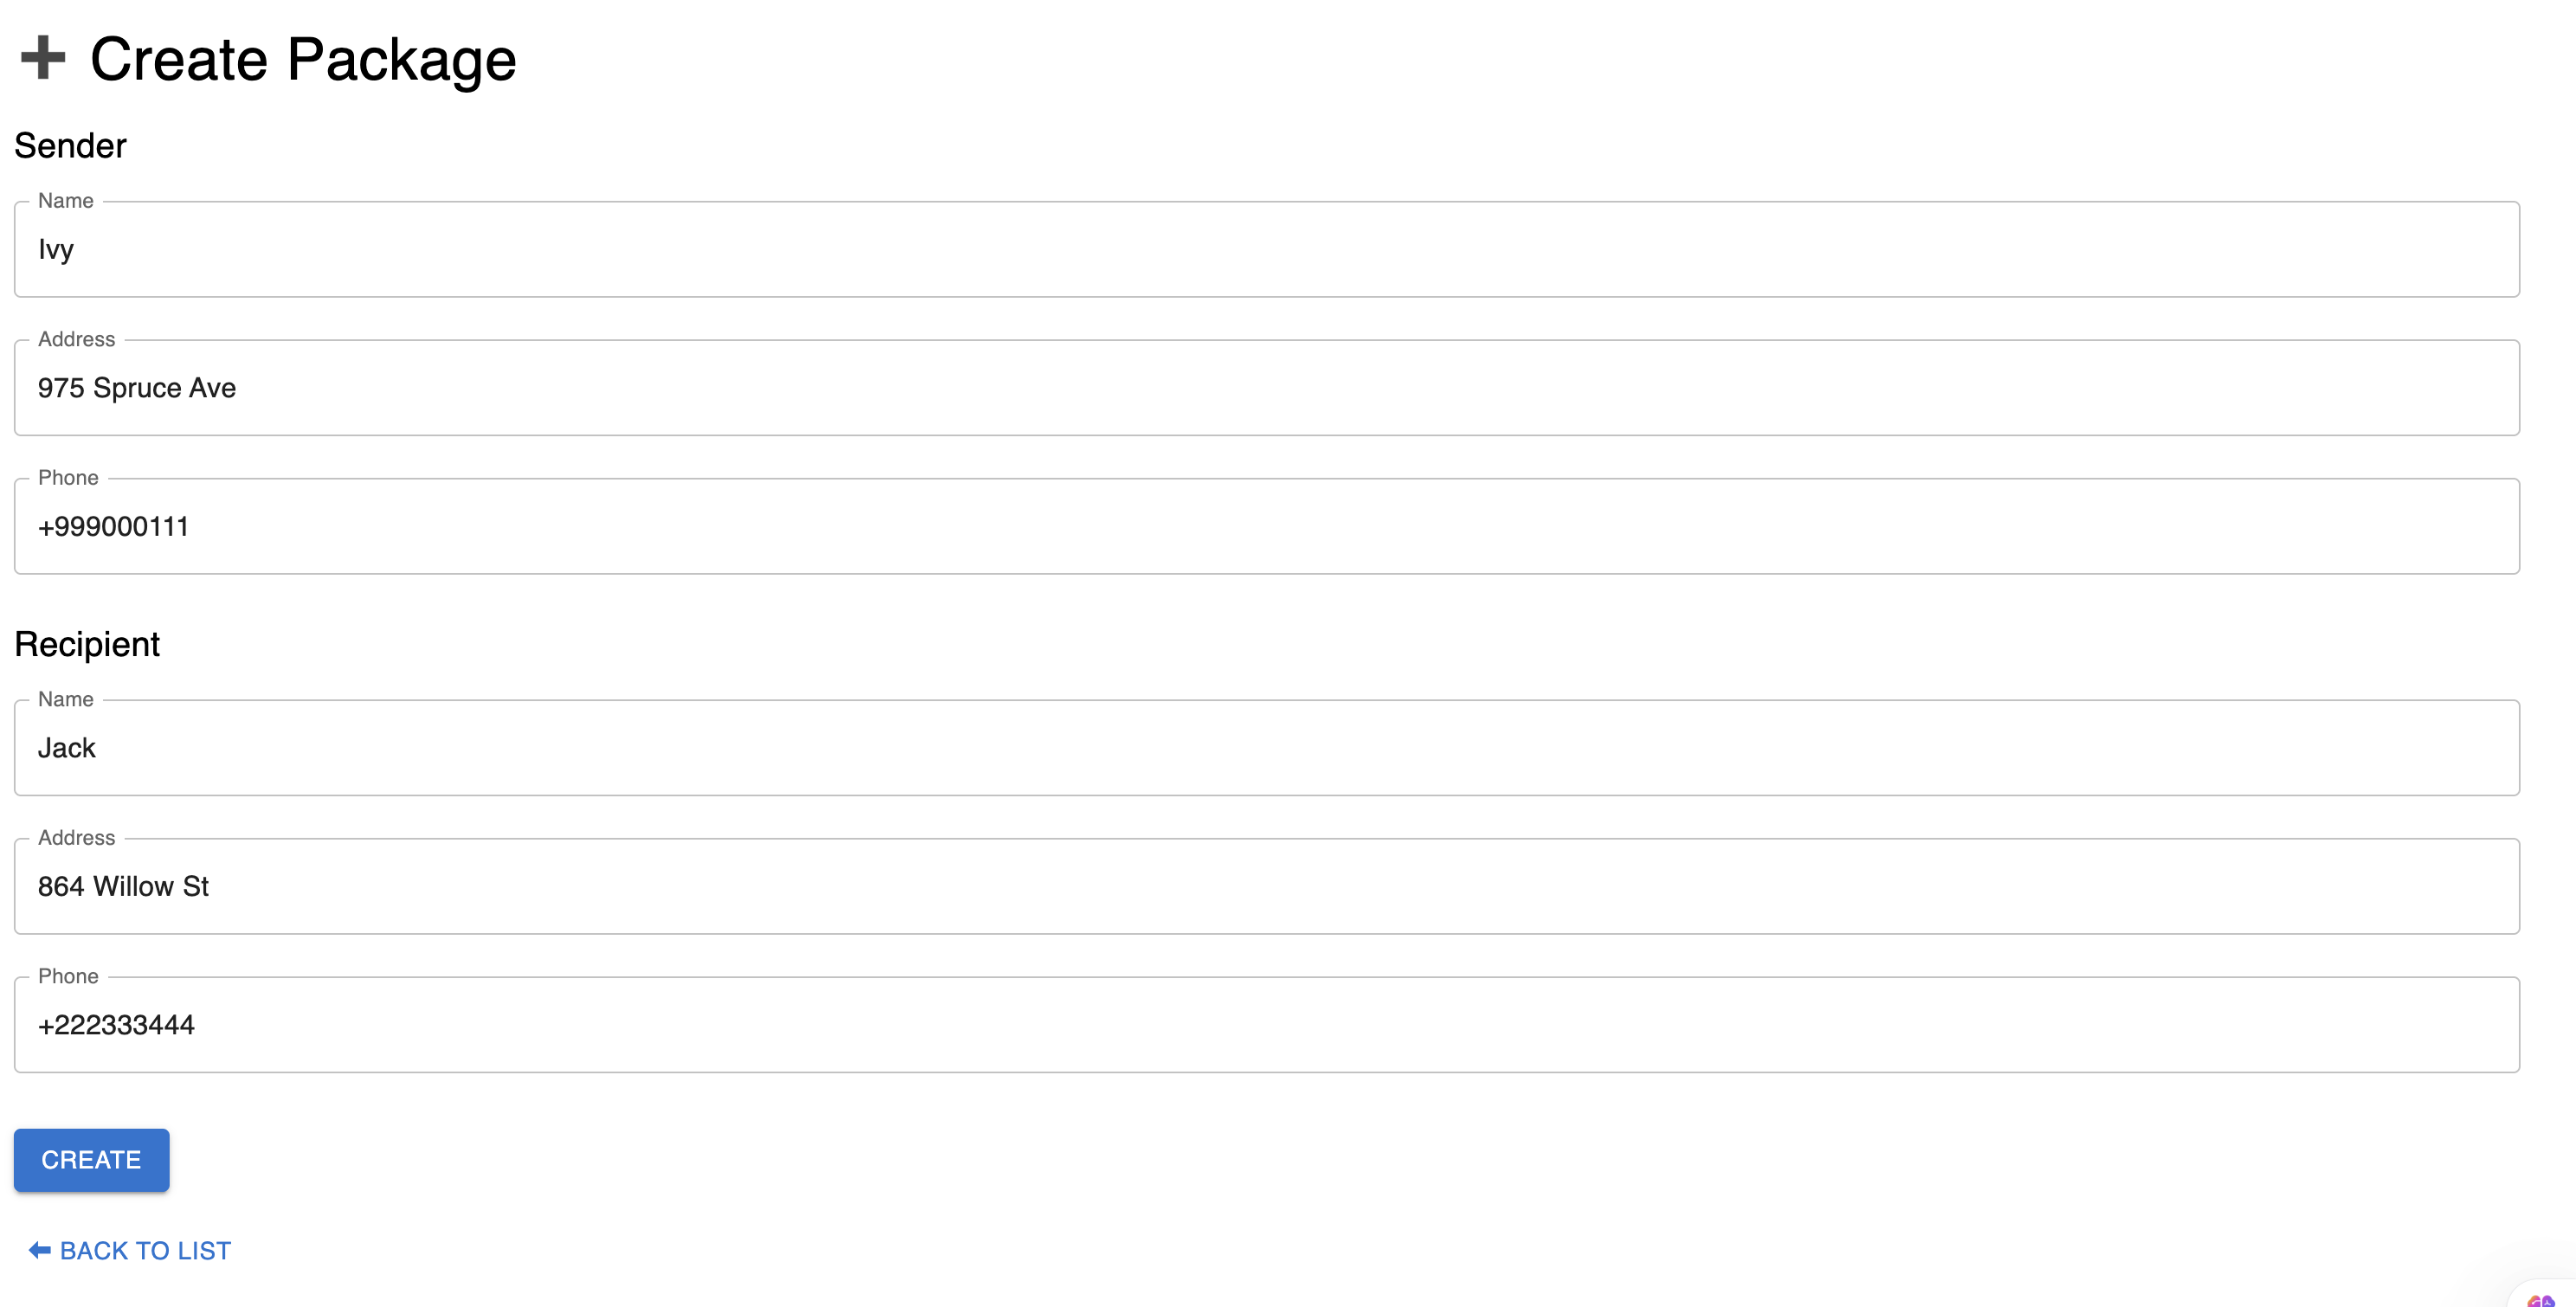 ➕ Create Package
Sender
Name
Ivy
Address
975 Spruce Ave
Phone
+999000111
Recipient
Name
Jack
Address
864 Willow St
Phone
+222333444
CREATE
⬅ BACK TO LIST